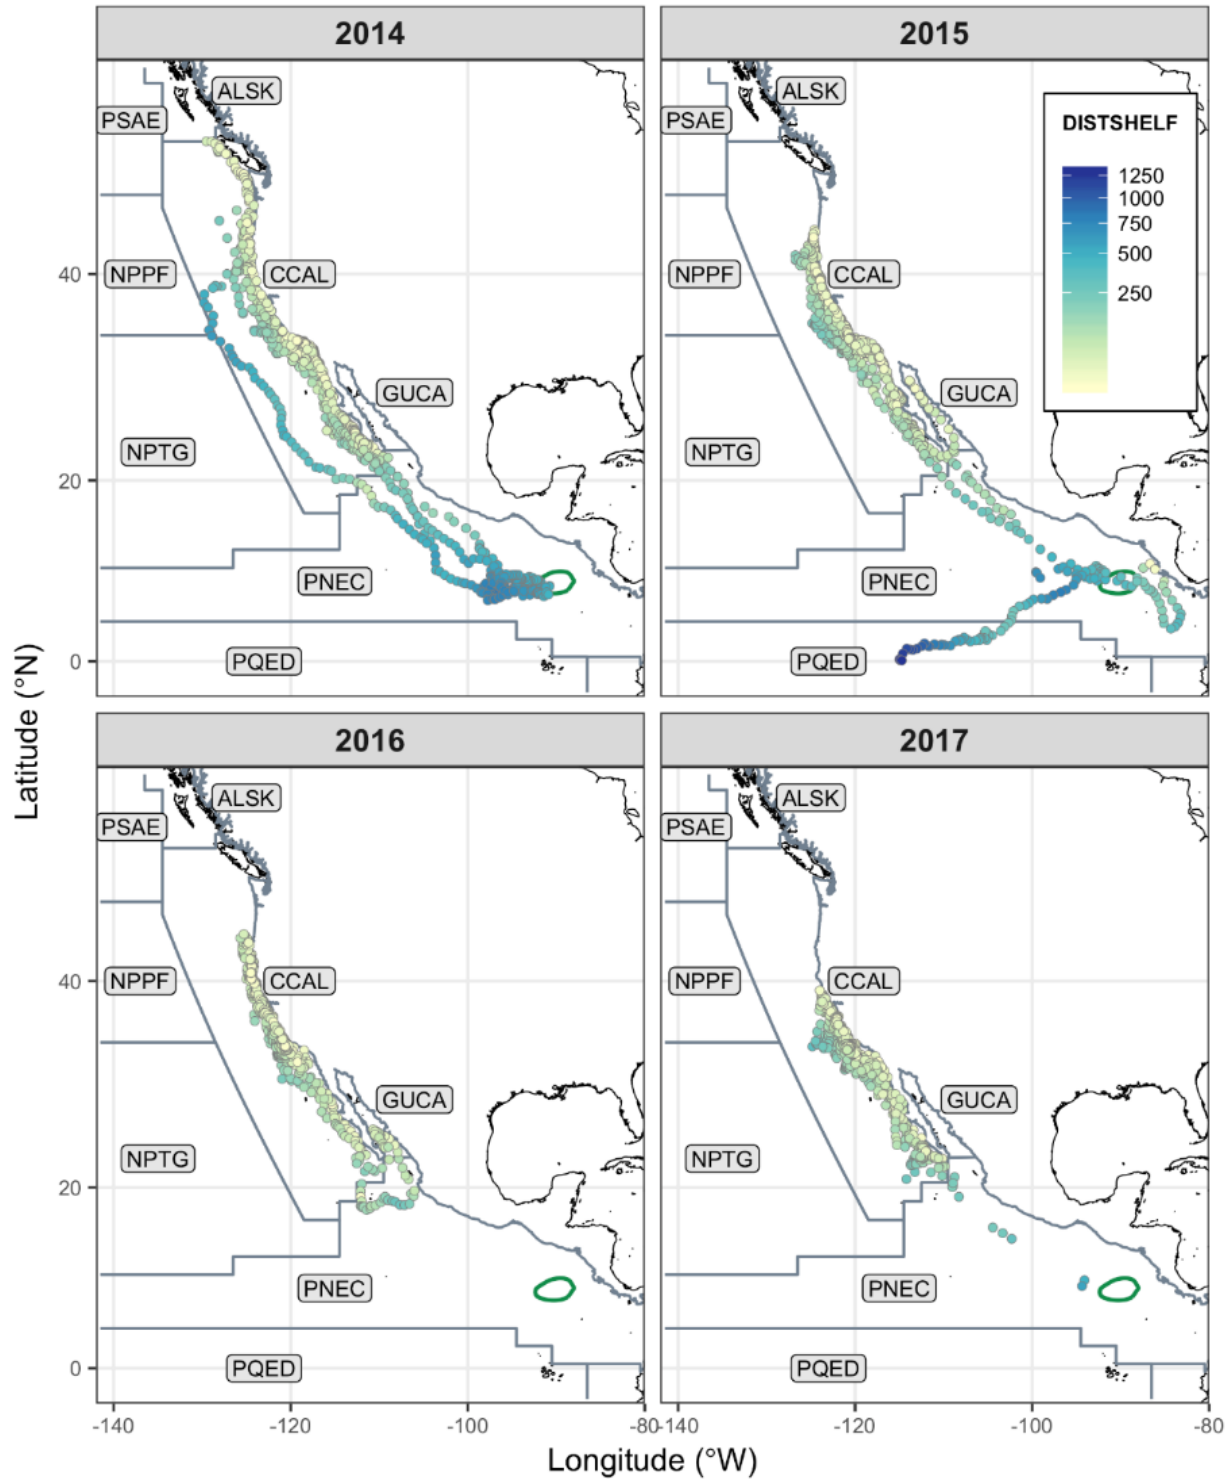 2014
2015
ALSK
PSAE
NPPF
CCAL
GUCA
NPTG
PNEC
PQED
40
20
0
ALSK
PSAE
NPPF
CCAL
GUCA
NPTG
PNEC
PQED
DISTSHELF
1250
1000
750
500
250
Latitude (°N)
2016
2017
ALSK
PSAE
NPPF
CCAL
GUCA
NPTG
PNEC
PQED
40
20
0
-140
-120
-100
-80
ALSK
PSAE
NPPF
CCAL
GUCA
NPTG
PNEC
PQED
-140
-120
-100
-80
Longitude (°W)